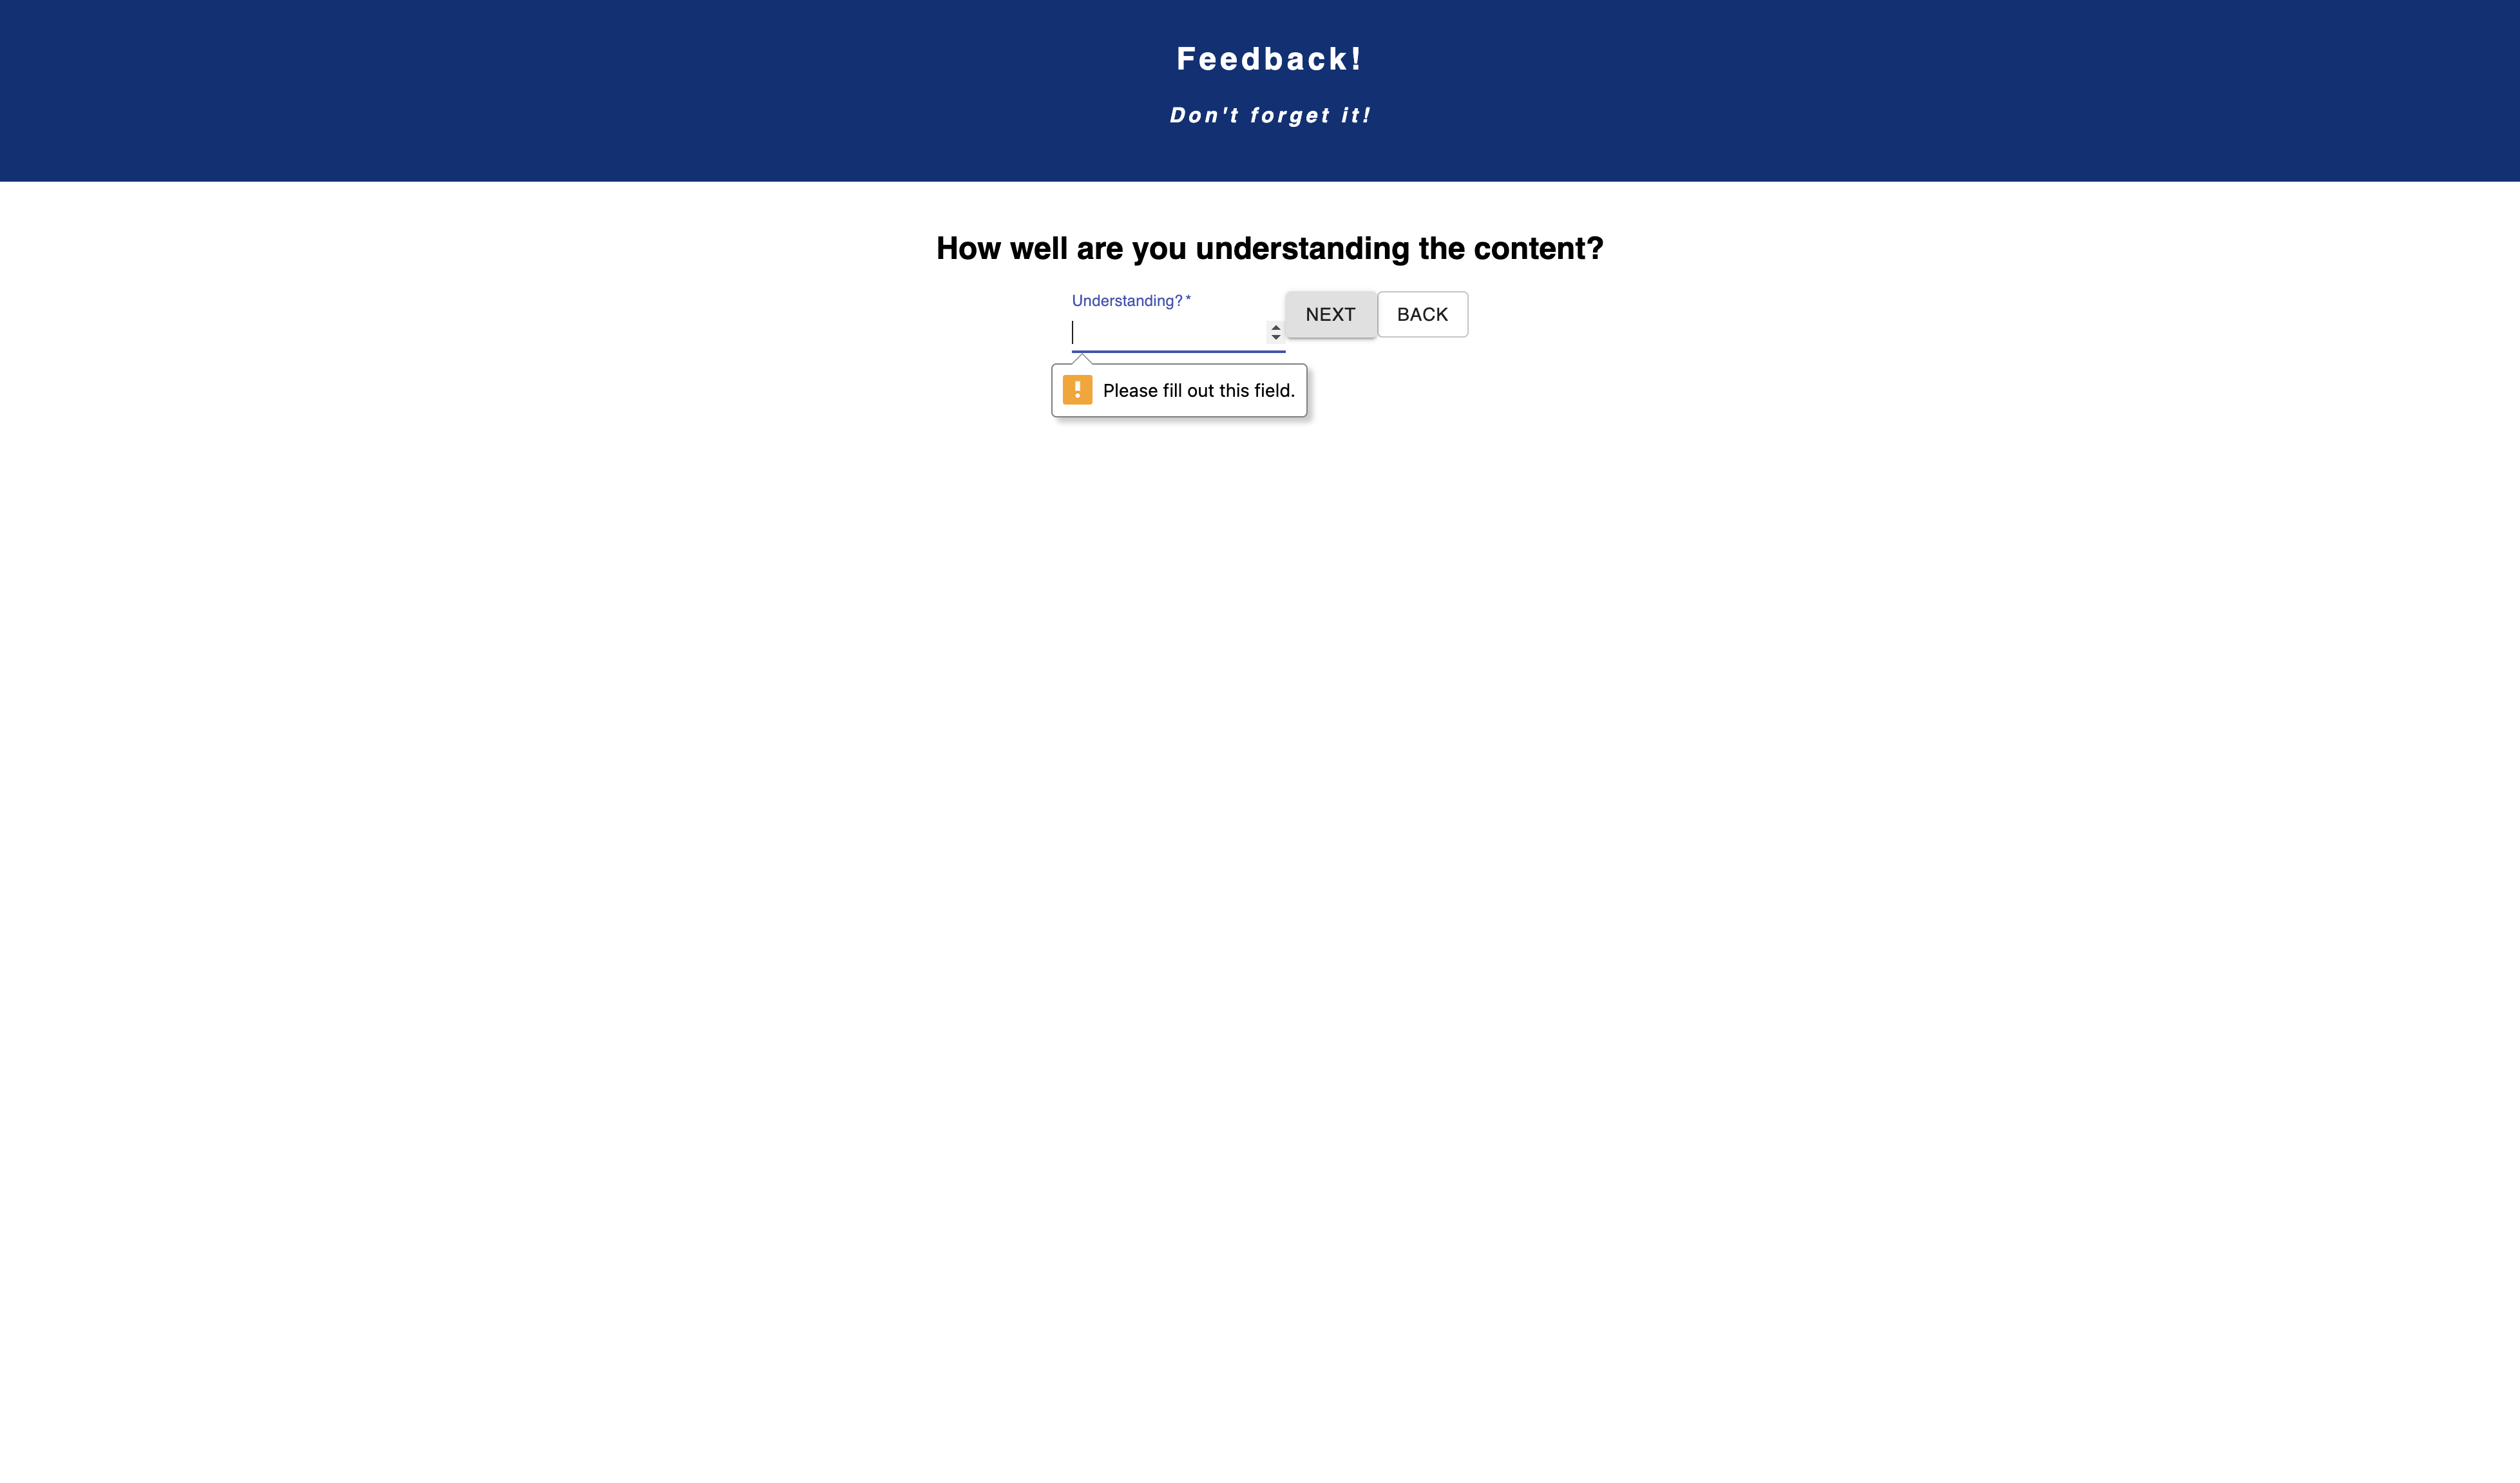 Feedback!
Don't forget it!
How well are you understanding the content?
Understanding? *
NEXT BACK
! Please fill out this field.